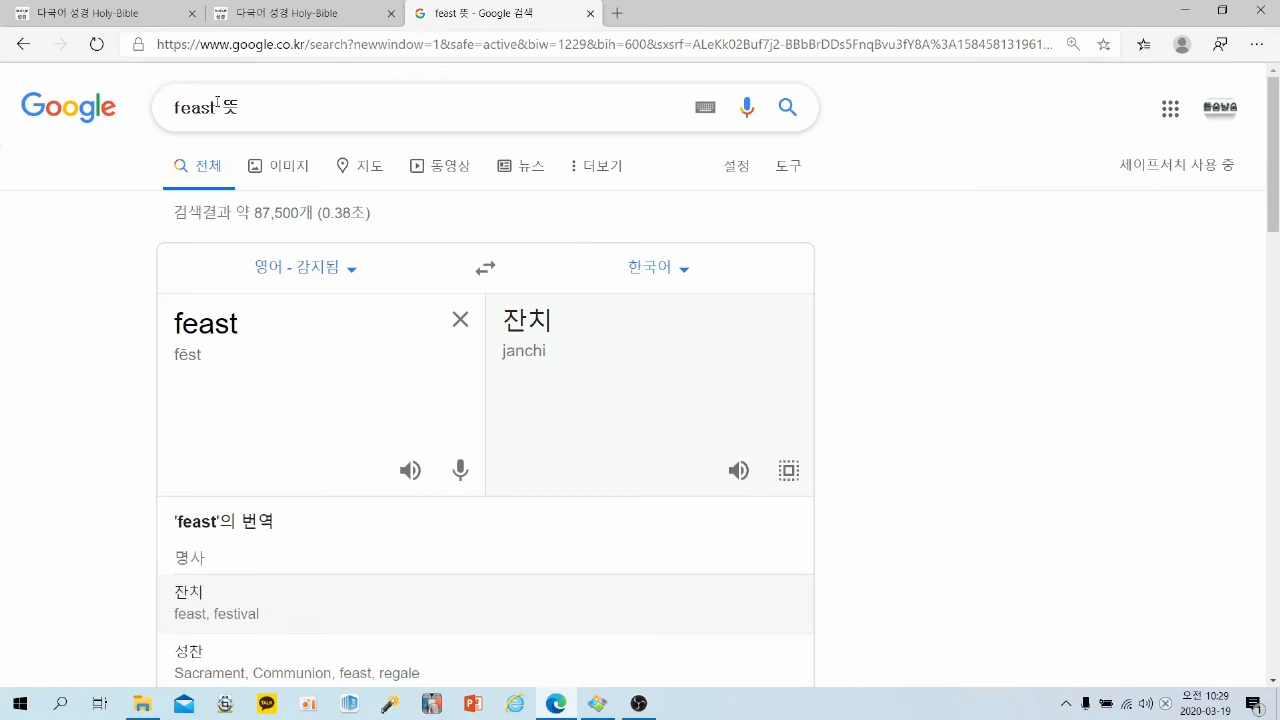 다국어 성경 Holy-Bible
다국어 성경 Holy-Bible
feast 뜻 - Google 검색
https://www.google.co.kr/search?newwindow=1&safe=active&biw=1229&bih=600&sxsrf=ALeKk02Buf7j2-BBbBrDDs5FnqBvu3fY8A%3A158458131961...
Google
feast 뜻
전체 이미지 지도 동영상 뉴스 더보기 설정 도구
세이프서치 사용 중
검색결과 약 87,500개 (0.38초)
영어 - 감지됨 한국어
feast
fēst
잔치
janchi
'feast'의 번역
명사
잔치
feast, festival
성찬
Sacrament, Communion, feast, regale
TALK
오전 10:29
2020-03-19